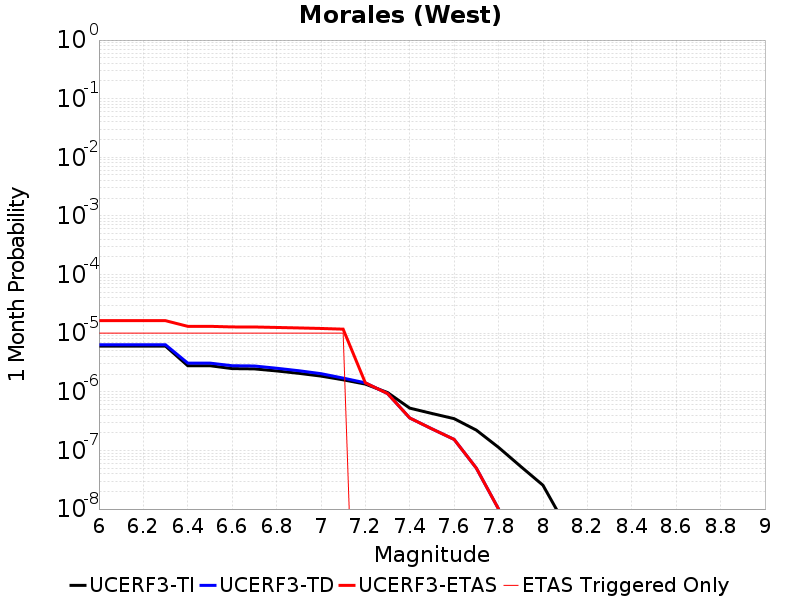 Morales (West)
1 Month Probability
10^0
10^-1
10^-2
10^-3
10^-4
10^-5
10^-6
10^-7
10^-8
6 6.2 6.4 6.6 6.8 7 7.2 7.4 7.6 7.8 8 8.2 8.4 8.6 8.8 9
Magnitude
UCERF3-TI UCERF3-TD UCERF3-ETAS ETAS Triggered Only